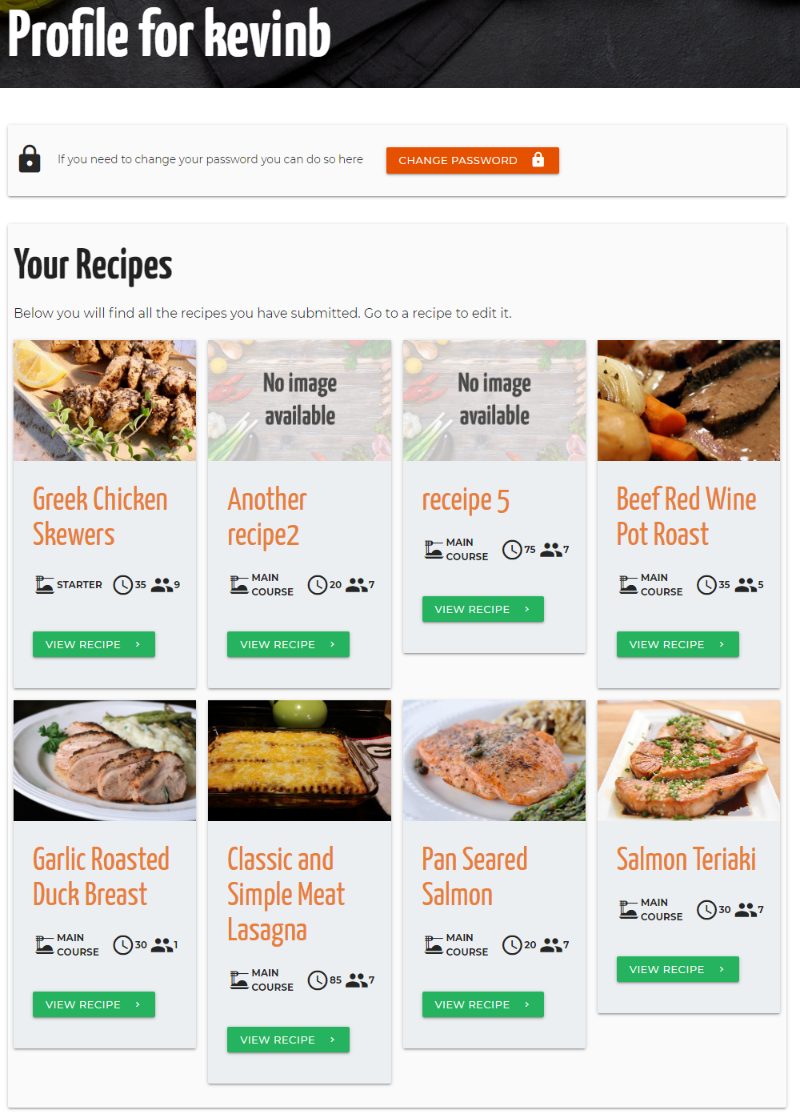 Profile for kevinb
If you need to change your password you can do so here
CHANGE PASSWORD
Your Recipes
Below you will find all the recipes you have submitted. Go to a recipe to edit it.
Greek Chicken
Skewers
STARTER 35 9
VIEW RECIPE
No image
available
Another
recipe2
MAIN
COURSE 20 7
VIEW RECIPE
No image
available
receipe 5
MAIN
COURSE 75 7
VIEW RECIPE
Beef Red Wine
Pot Roast
MAIN
COURSE 35 5
VIEW RECIPE
Garlic Roasted
Duck Breast
MAIN
COURSE 30 1
VIEW RECIPE
Classic and
Simple Meat
Lasagna
MAIN
COURSE 85 7
VIEW RECIPE
Pan Seared
Salmon
MAIN
COURSE 20 7
VIEW RECIPE
Salmon Teriaki
MAIN
COURSE 30 7
VIEW RECIPE